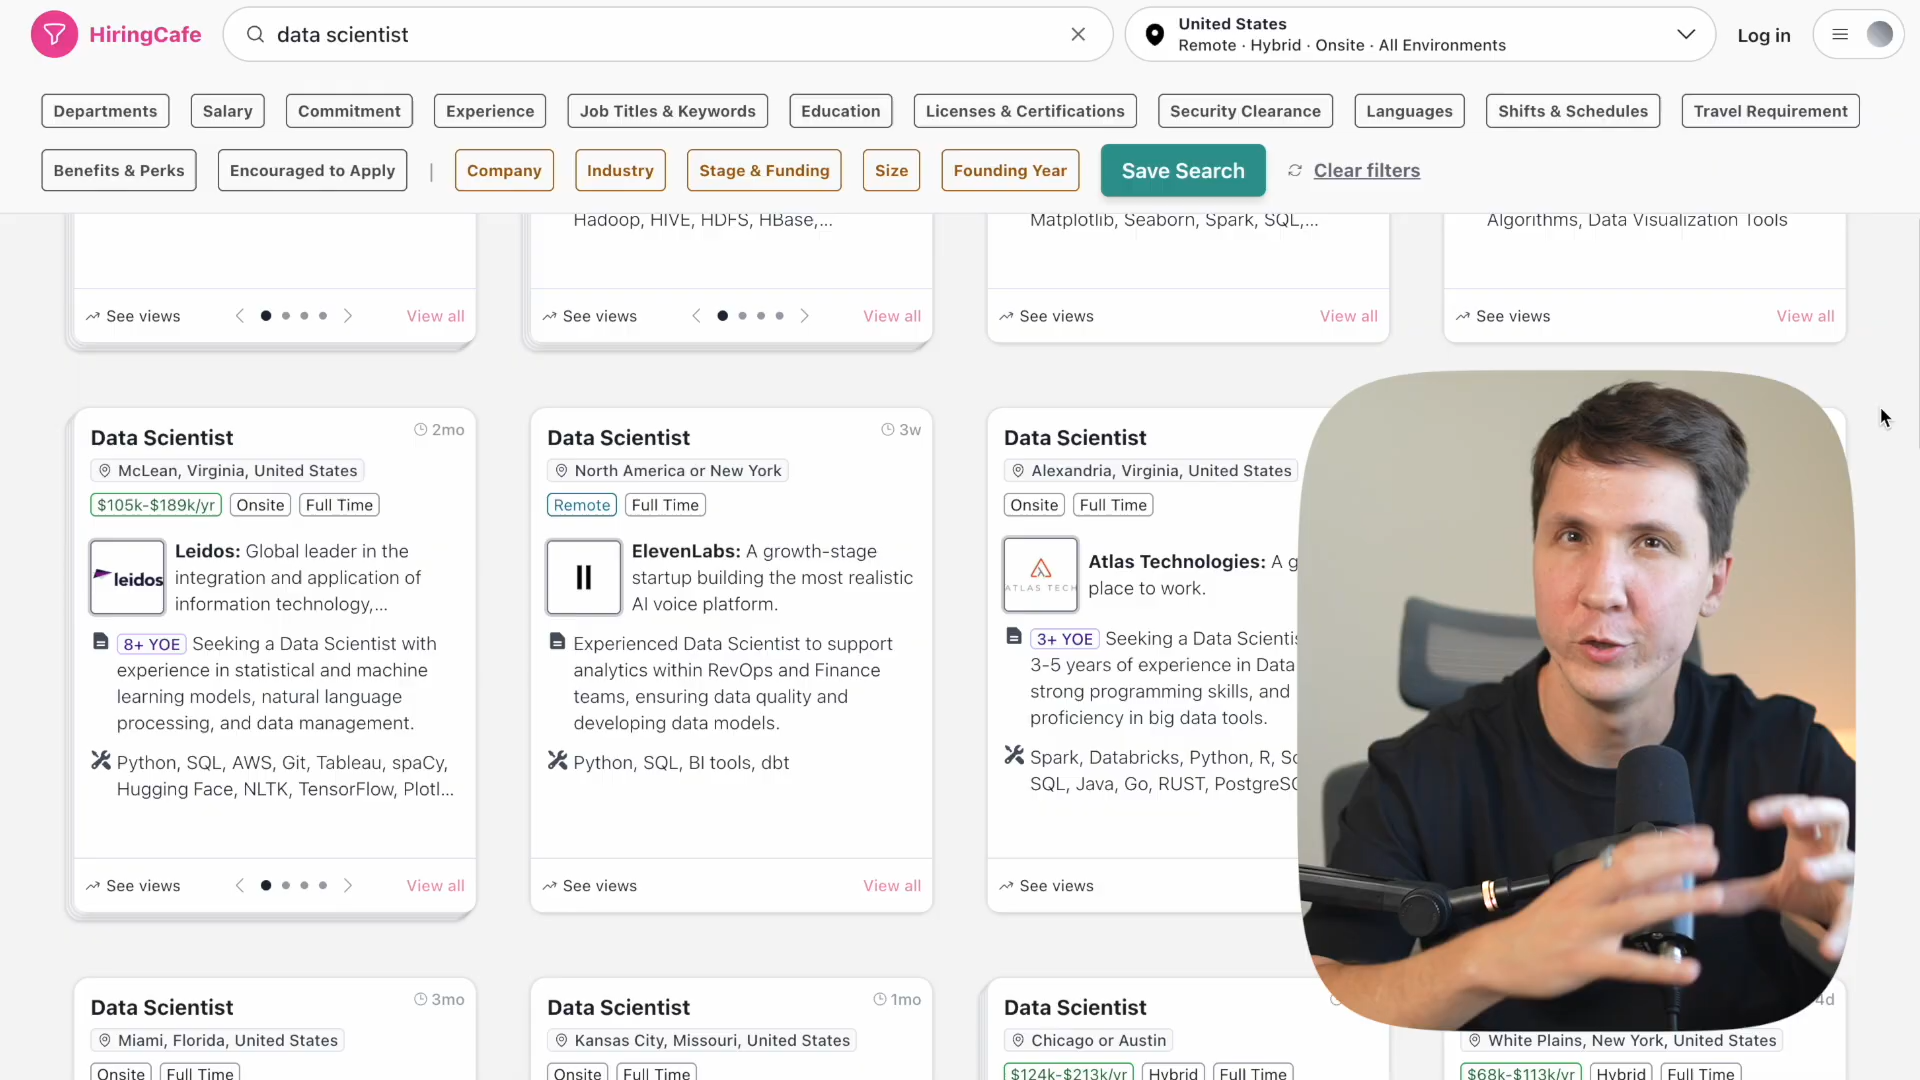 HiringCafe
data scientist
United States
Remote · Hybrid · Onsite · All Environments
Log in
Departments
Salary
Commitment
Experience
Job Titles & Keywords
Education
Licenses & Certifications
Security Clearance
Languages
Shifts & Schedules
Travel Requirement
Benefits & Perks
Encouraged to Apply
|
Company
Industry
Stage & Funding
Size
Founding Year
Save Search
Clear filters
Hadoop, HIVE, HDFS, HBase,...
Matplotlib, Seaborn, Spark, SQL,...
Algorithms, Data Visualization Tools
See views
View all
See views
View all
See views
View all
See views
View all
Data Scientist
2mo
McLean, Virginia, United States
$105k-$189k/yr
Onsite
Full Time
leidos
Leidos: Global leader in the
integration and application of
information technology,...
8+ YOE Seeking a Data Scientist with
experience in statistical and machine
learning models, natural language
processing, and data management.
Python, SQL, AWS, Git, Tableau, spaCy,
Hugging Face, NLTK, TensorFlow, Plotl...
See views
View all
Data Scientist
3w
North America or New York
Remote
Full Time
ElevenLabs: A growth-stage
startup building the most realistic
AI voice platform.
Experienced Data Scientist to support
analytics within RevOps and Finance
teams, ensuring data quality and
developing data models.
Python, SQL, BI tools, dbt
See views
View all
Data Scientist
Alexandria, Virginia, United States
Onsite
Full Time
ATLAS TECH
Atlas Technologies: A g
place to work.
3+ YOE Seeking a Data Scientis
3-5 years of experience in Data
strong programming skills, and
proficiency in big data tools.
Spark, Databricks, Python, R, Sc
SQL, Java, Go, RUST, PostgreSQ
See views
Data Scientist
3mo
Miami, Florida, United States
Onsite
Full Time
Data Scientist
1mo
Kansas City, Missouri, United States
Onsite
Full Time
Data Scientist
Chicago or Austin
$124k-$213k/yr
Hybrid
Full Time
4d
White Plains, New York, United States
$68k-$113k/yr
Hybrid
Full Time